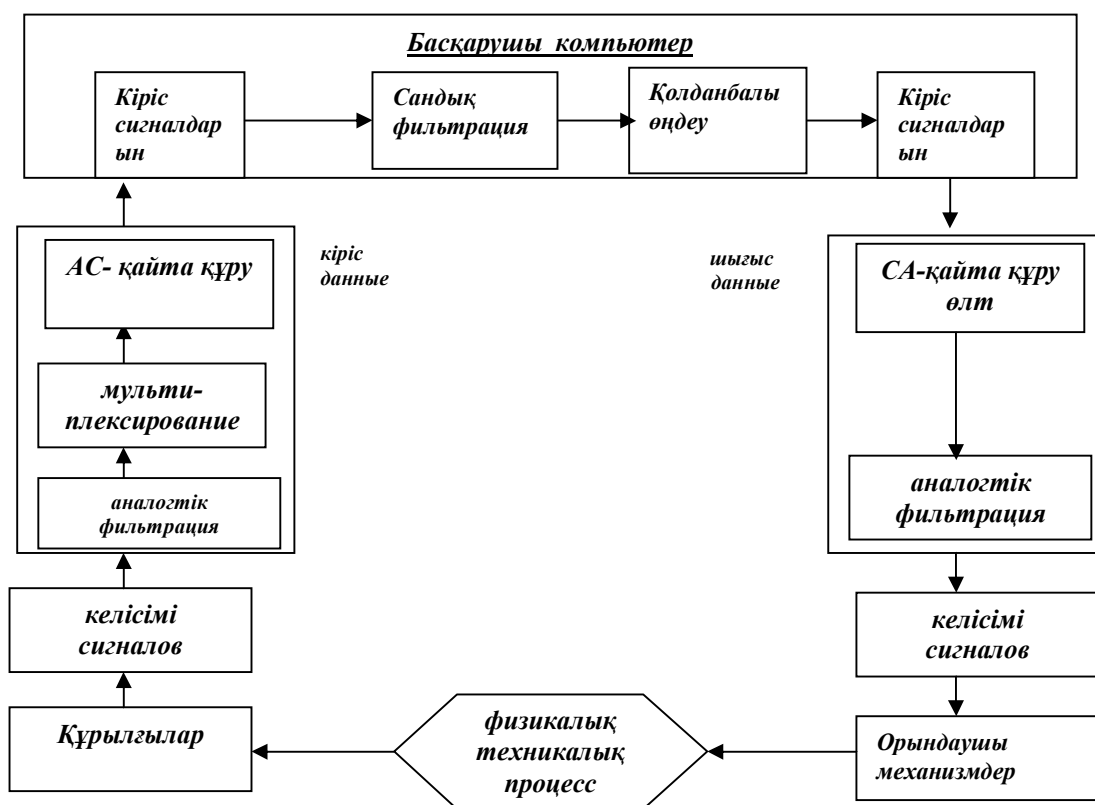 Басқарушы компьютер
Кіріс
сигналдар
ын
Сандық
фильтрация
Қолданбалы
өңдеу
Кіріс
сигналдар
ын
АС- қайта құру
кіріс
данные
шығыс
данные
СА-қайта құру
өлт
мульти-
плексирование
аналогтік
фильтрация
аналогтік
фильтрация
келісімі
сигналов
келісімі
сигналов
Құрылғылар
физикалық
техникалық
процесс
Орындаушы
механизмдер